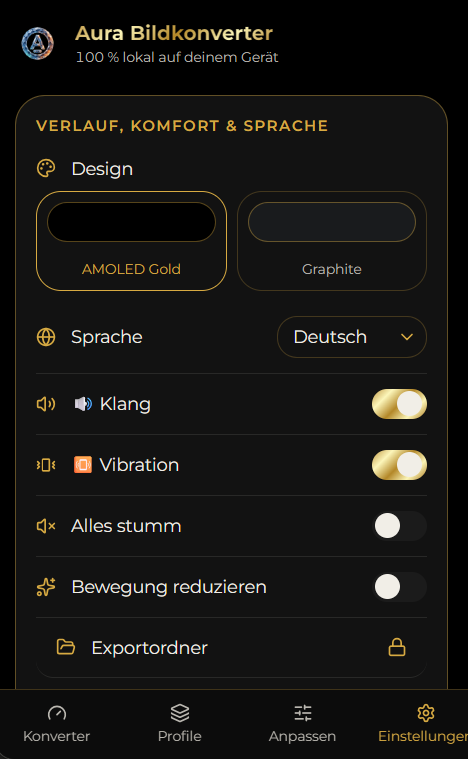 Aura Bildkonverter
100 % lokal auf deinem Gerät
VERLAUF, KOMFORT & SPRACHE
Design
AMOLED Gold
Graphite
Sprache
Deutsch
🔊 Klang
📳 Vibration
Alles stumm
Bewegung reduzieren
Exportordner
Konverter
Profile
Anpassen
Einstellungen